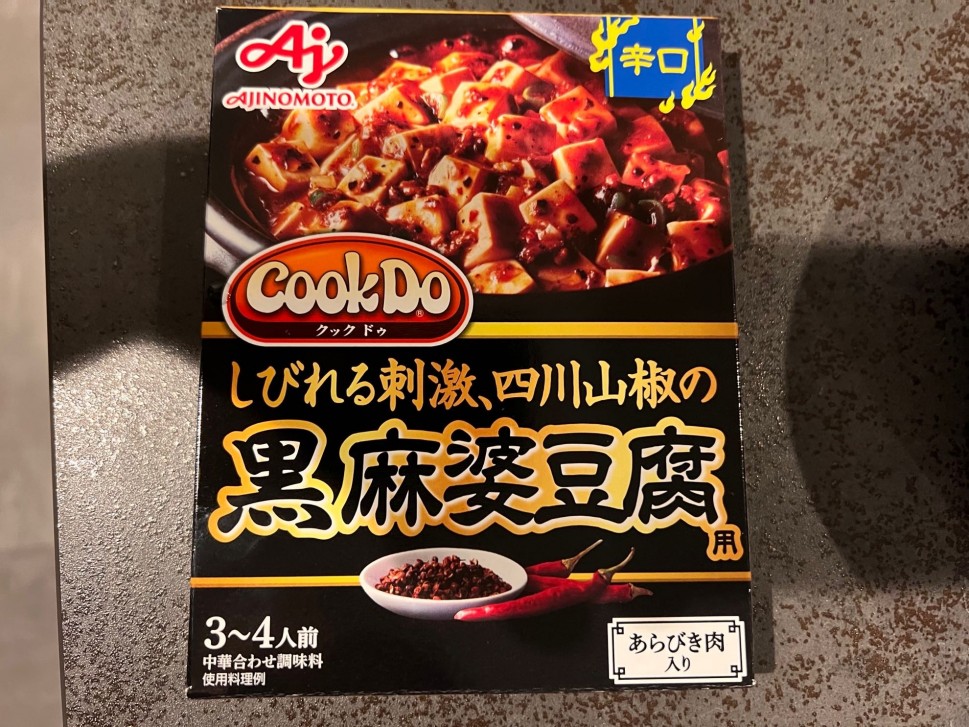 Aj
AJINOMOTO®
辛口
CookDo®
クック ドゥ
しびれる刺激、四川山椒の
黒麻婆豆腐用
3～4人前
中華合わせ調味料
使用料理例
あらびき肉
入り